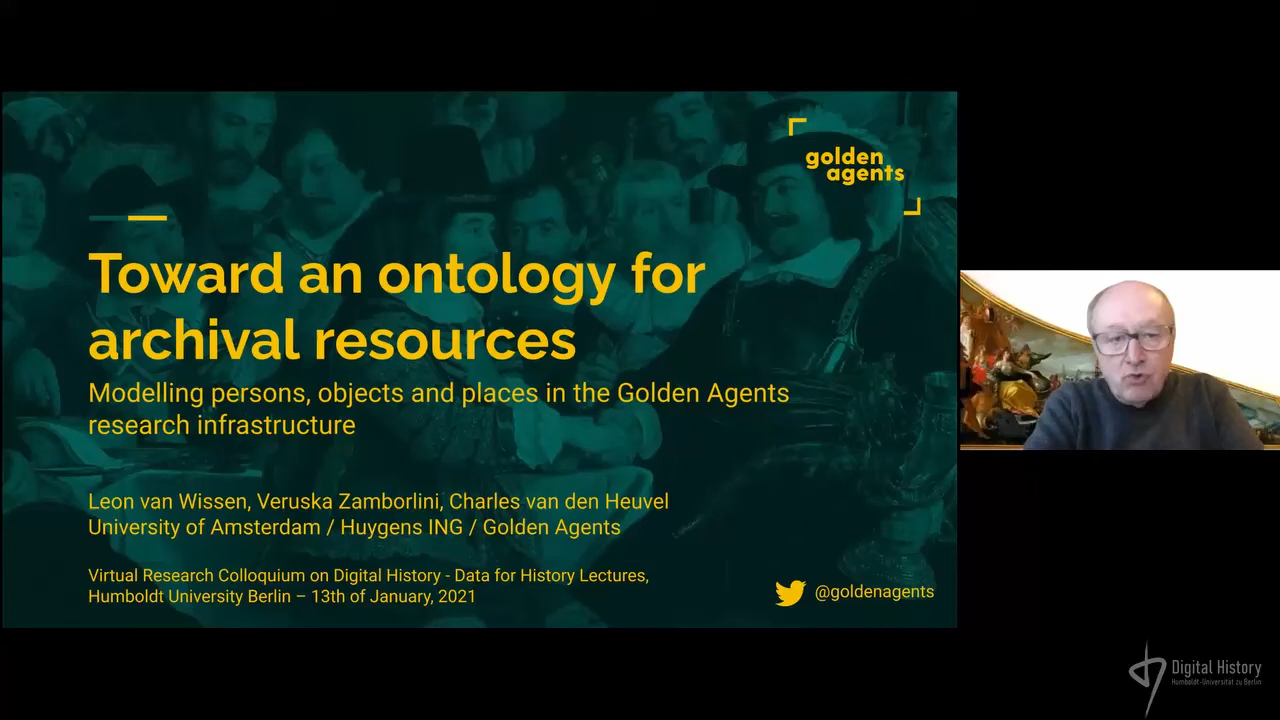 golden
agents
Toward an ontology for
archival resources
Modelling persons, objects and places in the Golden Agents
research infrastructure
Leon van Wissen, Veruska Zamborlini, Charles van den Heuvel
University of Amsterdam / Huygens ING / Golden Agents
Virtual Research Colloquium on Digital History - Data for History Lectures,
Humboldt University Berlin – 13th of January, 2021
@goldenagents
Digital History
Humboldt-Universität zu Berlin